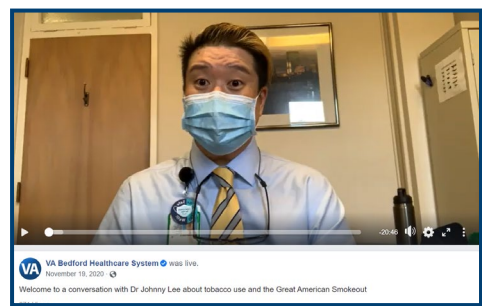 -20:46
VA
VA Bedford Healthcare System was live.
November 19, 2020 ·
Welcome to a conversation with Dr Johnny Lee about tobacco use and the Great American Smokeout